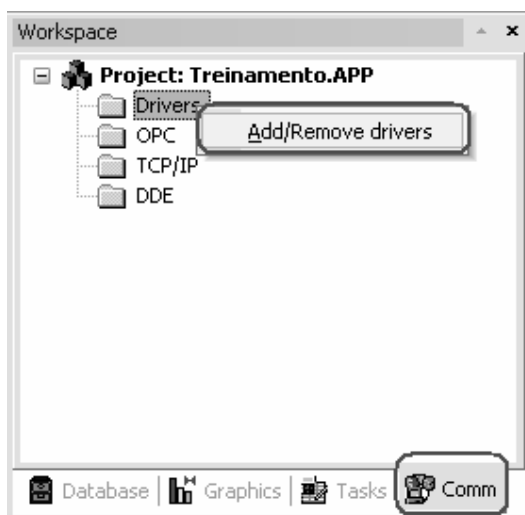 Workspace
Project: Treinamento.APP
Drivers
Add/Remove drivers
OPC
TCP/IP
DDE
Database
Graphics
Tasks
Comm